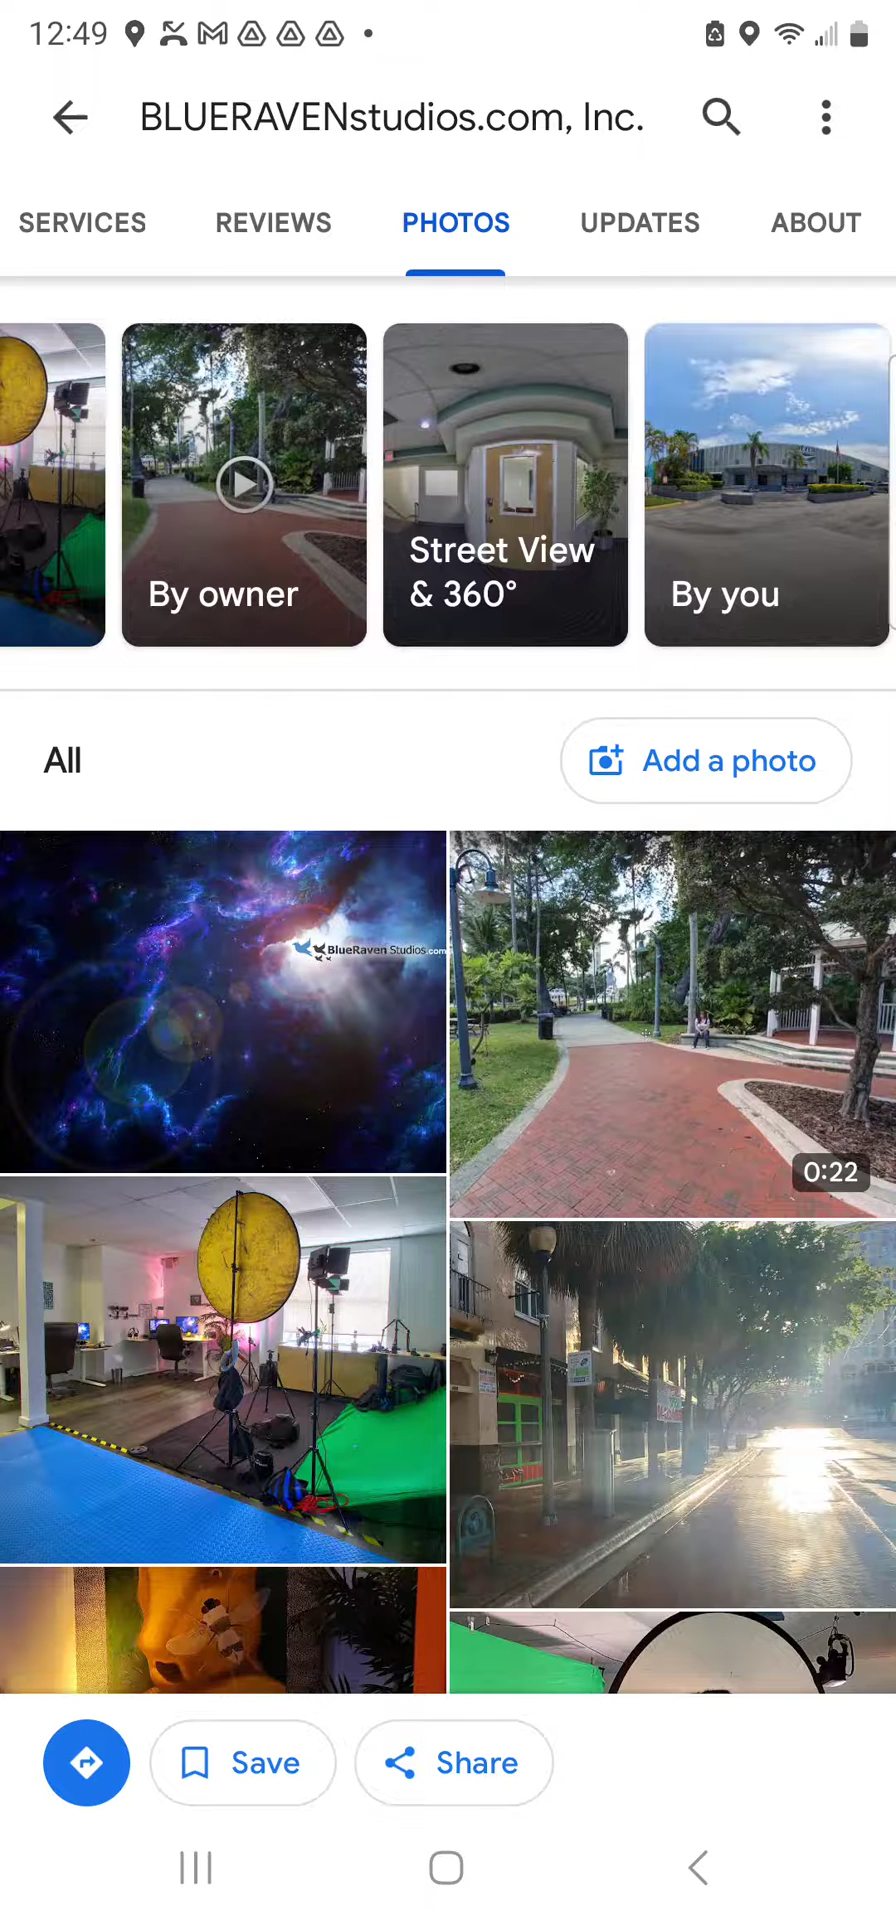 12:49
BLUERAVENstudios.com, Inc.
SERVICES REVIEWS PHOTOS UPDATES ABOUT
By owner
Street View
& 360°
By you
All
Add a photo
BlueRaven Studios.com
0:22
Save
Share